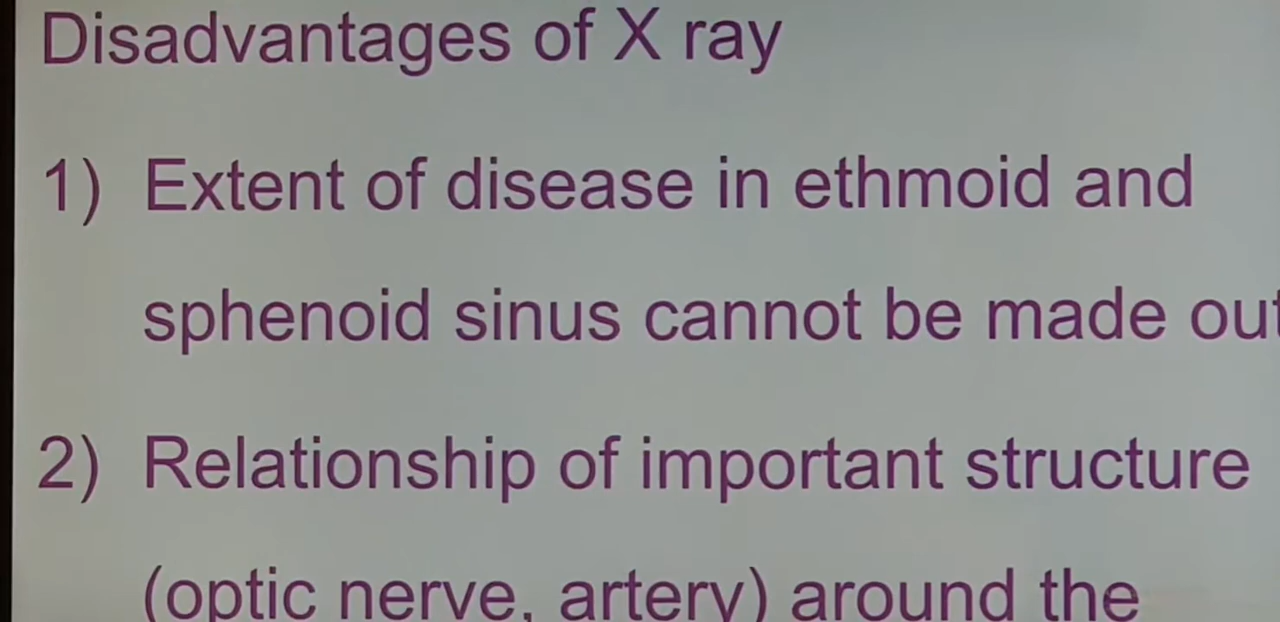 Disadvantages of X ray
1) Extent of disease in ethmoid and
sphenoid sinus cannot be made out
2) Relationship of important structure
(optic nerve, artery) around the